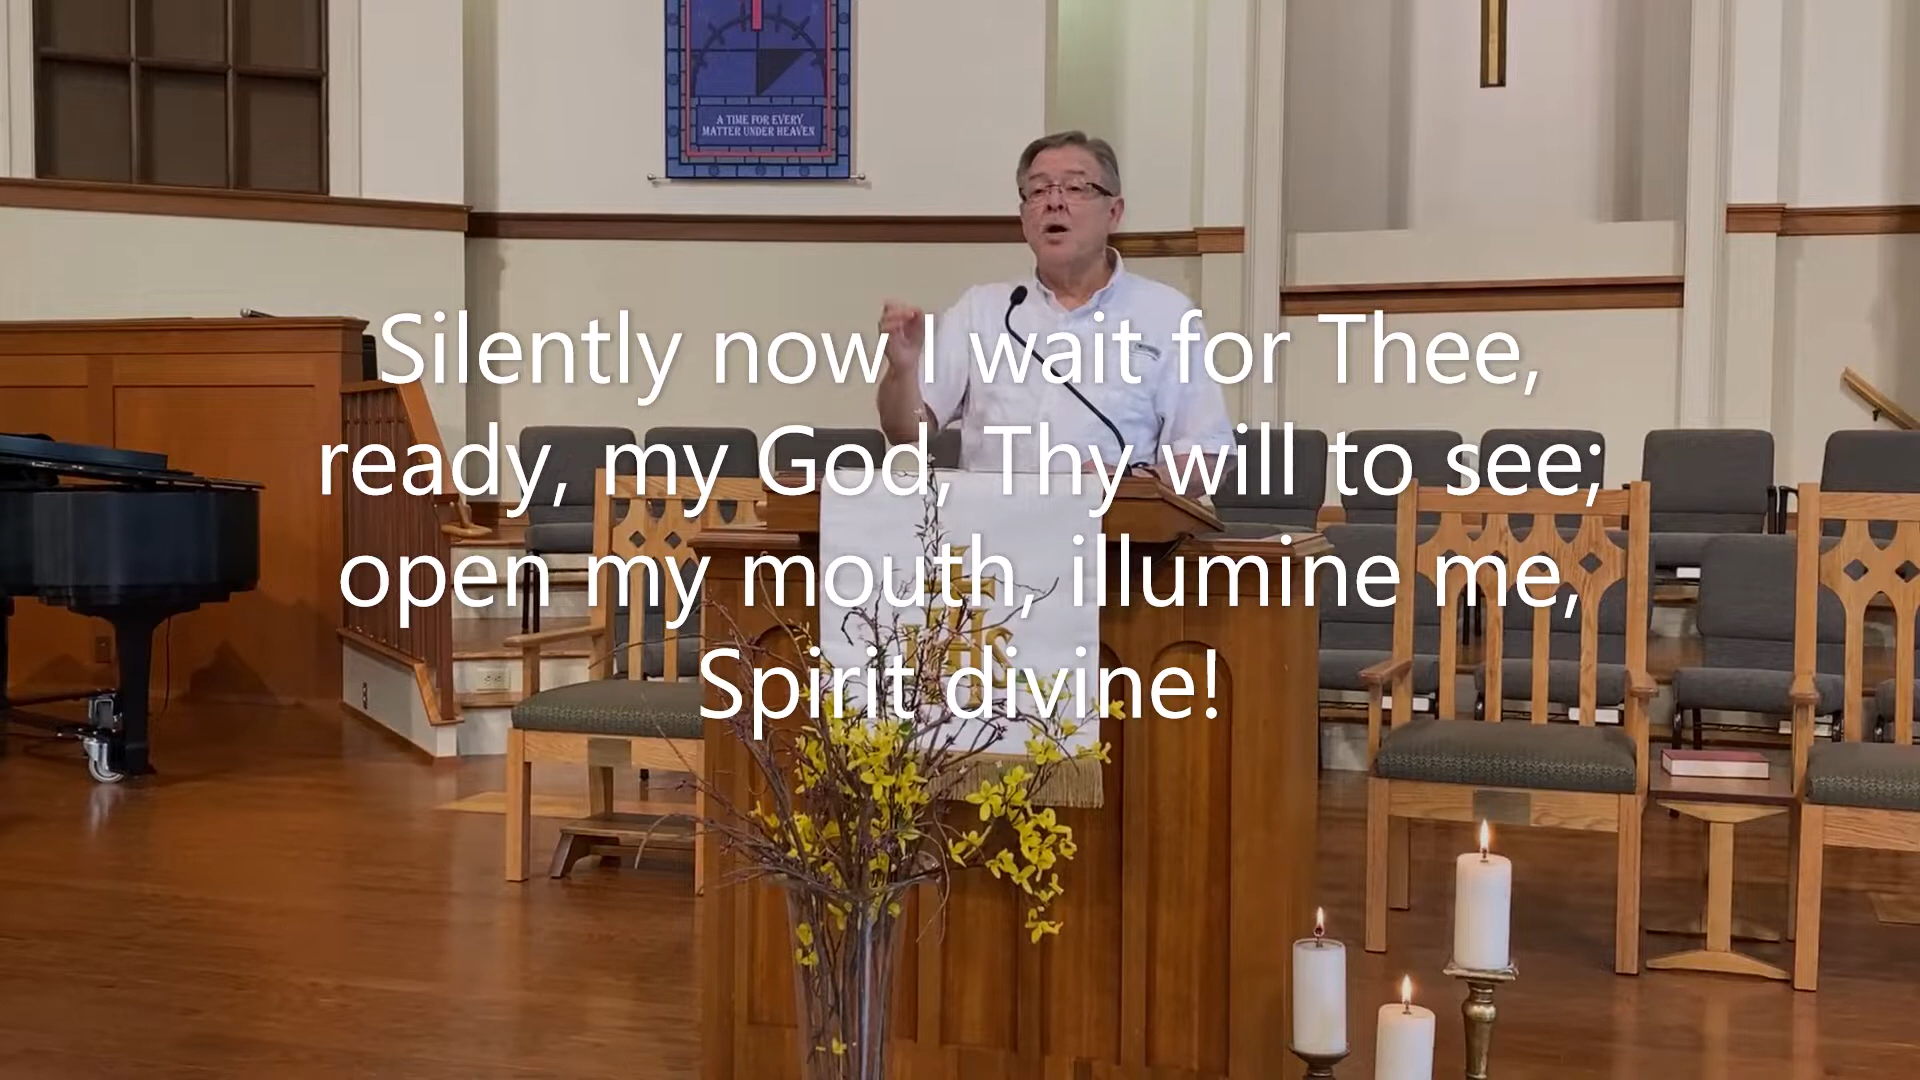 A TIME FOR EVERY
MATTER UNDER HEAVEN
Silently now I wait for Thee,
ready, my God, Thy will to see;
open my mouth, illumine me,
Spirit divine!
IHS